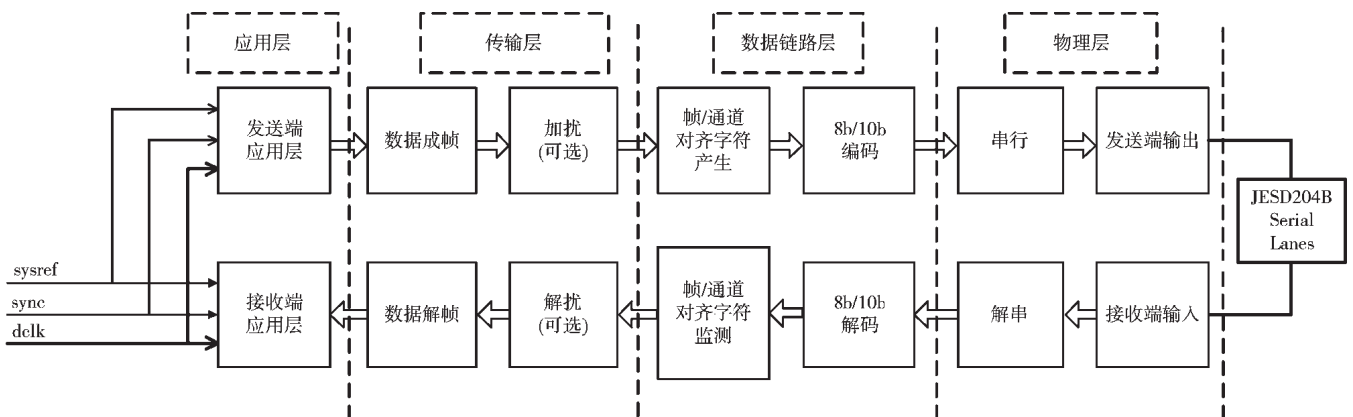 应用层
传输层
数据链路层
物理层
发送端
应用层
数据成帧
加扰
(可选)
帧/通道
对齐字符
产生
8b/10b
编码
串行
发送端输出
JESD204B
Serial
Lanes
sysref
sync
dclk
接收端
应用层
数据解帧
解扰
(可选)
帧/通道
对齐字符
监测
8b/10b
解码
解串
接收端输入